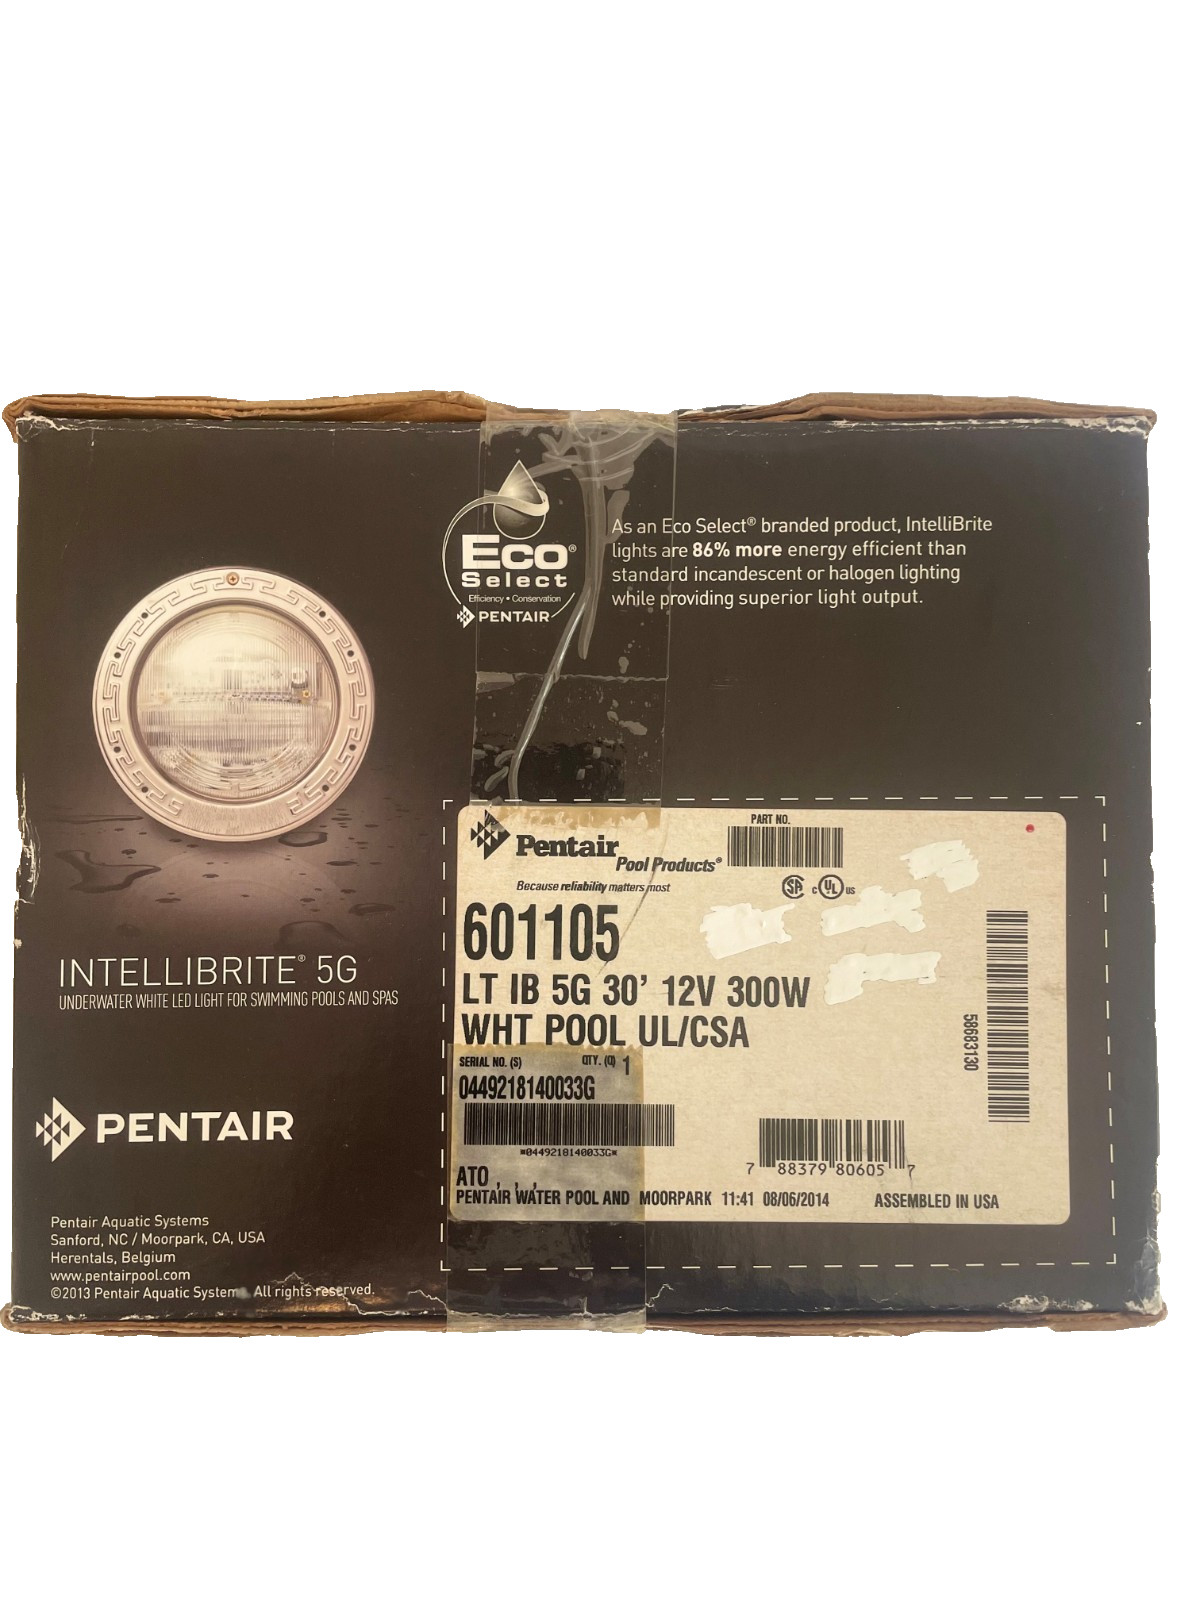 Eco®
Select
Efficiency • Conservation
PENTAIR
As an Eco Select® branded product, IntelliBrite
lights are 86% more energy efficient than
standard incandescent or halogen lighting
while providing superior light output.
INTELLIBRITE® 5G
UNDERWATER WHITE LED LIGHT FOR SWIMMING POOLS AND SPAS
PENTAIR
Pentair Aquatic Systems
Sanford, NC / Moorpark, CA, USA
Herentals, Belgium
www.pentairpool.com
©2013 Pentair Aquatic System All rights reserved.
Pentair
Pool Products®
Because reliability matters most
PART NO.
SA c UL US
601105
LT IB 5G 30' 12V 300W
WHT POOL UL/CSA
SERIAL NO. (S) QTY. (Q) 1
0449218140033G
*0449218140033G*
ATO , , ,
PENTAIR WATER POOL AND MOORPARK 11:41 08/06/2014 ASSEMBLED IN USA
7 88379 80605 7
58683130